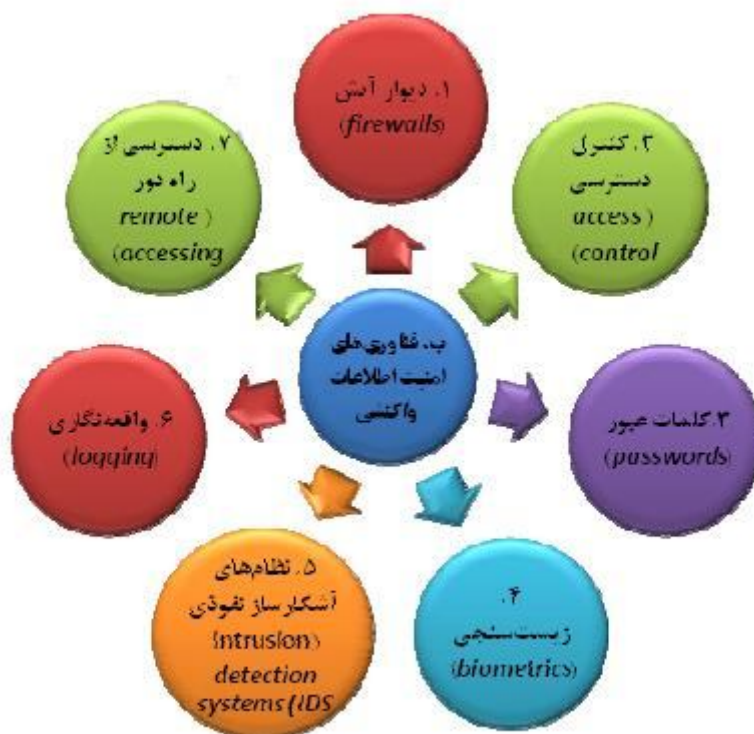 ب. فناوری‌های
امنیت اطلاعات
واکنشی
۱. دیوار آتش
(firewalls)
۲. کنترل
دسترسی
access )
(control
۳.کلمات عبور
(passwords)
۴.
زیست‌سنجی
(biometrics)
۵. نظام‌های
آشکارساز نفوذی
intrusion)
detection
systems (IDS
۶. واقعه‌نگاری
(logging)
۷. دسترسی از
راه دور
remote )
(accessing